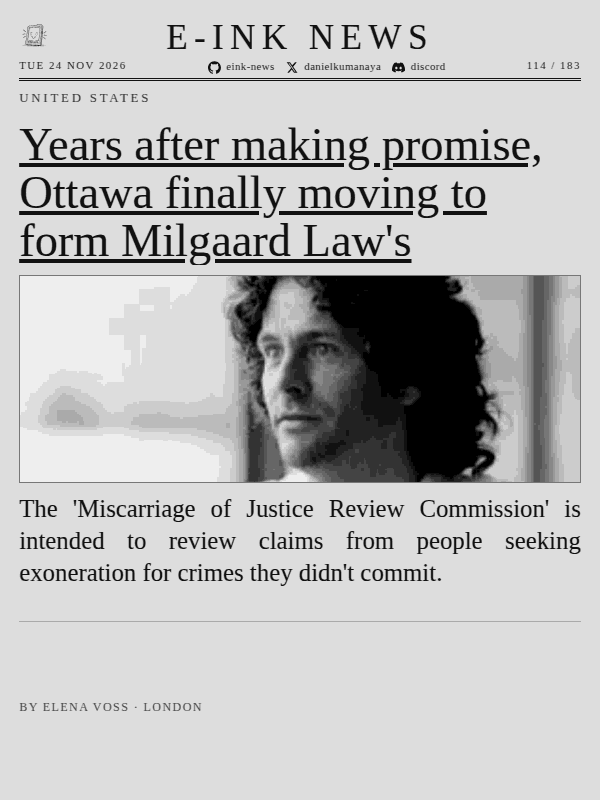 E-INK NEWS
TUE 24 NOV 2026
eink-news danielkumanaya discord
114 / 183
UNITED STATES
Years after making promise,
Ottawa finally moving to
form Milgaard Law's
The 'Miscarriage of Justice Review Commission' is
intended to review claims from people seeking
exoneration for crimes they didn't commit.
BY ELENA VOSS · LONDON